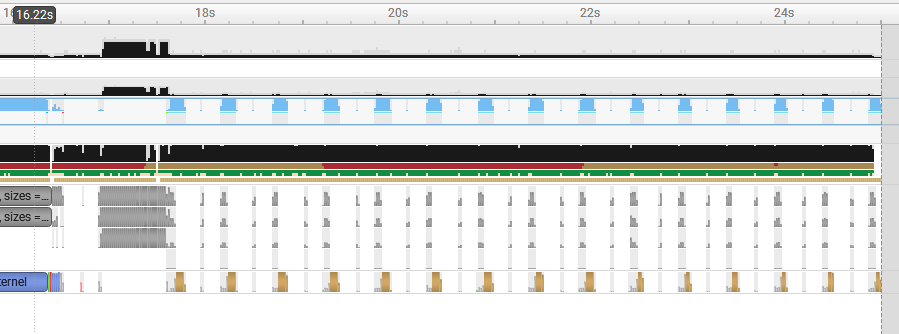 16.22s
18s
20s
22s
24s
, sizes =...
, sizes =...
ernel